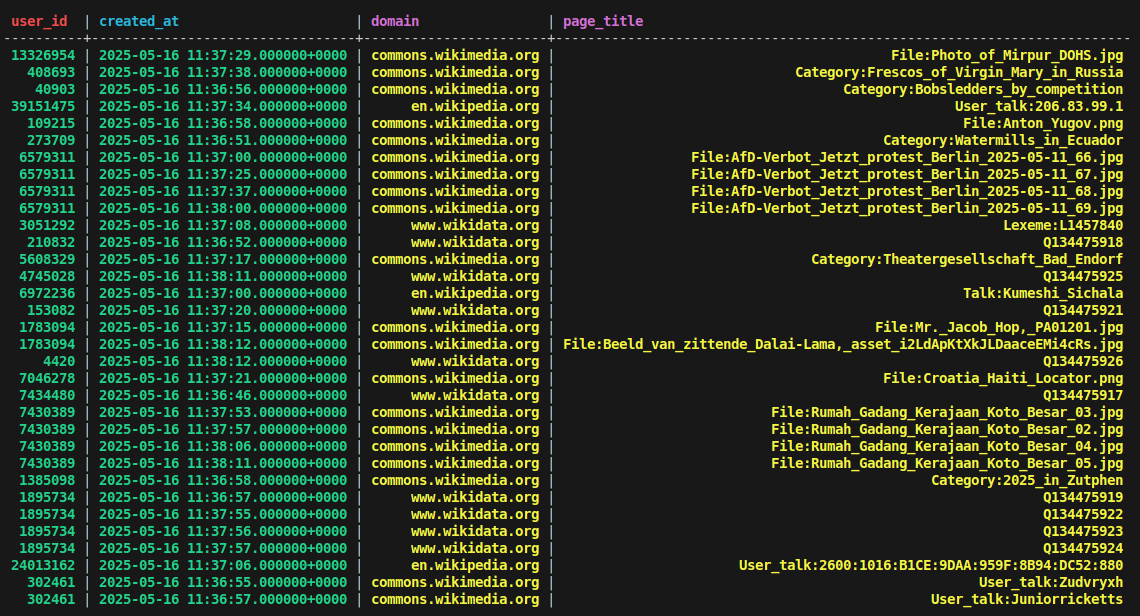 user_id | created_at | domain | page_title
----------+---------------------------------+-----------------------+------------------------------------------------------------------------
13326954 | 2025-05-16 11:37:29.000000+0000 | commons.wikimedia.org | File:Photo_of_Mirpur_DOHS.jpg
408693 | 2025-05-16 11:37:38.000000+0000 | commons.wikimedia.org | Category:Frescos_of_Virgin_Mary_in_Russia
40903 | 2025-05-16 11:36:56.000000+0000 | commons.wikimedia.org | Category:Bobsledders_by_competition
39151475 | 2025-05-16 11:37:34.000000+0000 | en.wikipedia.org | User_talk:206.83.99.1
109215 | 2025-05-16 11:36:58.000000+0000 | commons.wikimedia.org | File:Anton_Yugov.png
273709 | 2025-05-16 11:36:51.000000+0000 | commons.wikimedia.org | Category:Watermills_in_Ecuador
6579311 | 2025-05-16 11:37:00.000000+0000 | commons.wikimedia.org | File:AfD-Verbot_Jetzt_protest_Berlin_2025-05-11_66.jpg
6579311 | 2025-05-16 11:37:25.000000+0000 | commons.wikimedia.org | File:AfD-Verbot_Jetzt_protest_Berlin_2025-05-11_67.jpg
6579311 | 2025-05-16 11:37:37.000000+0000 | commons.wikimedia.org | File:AfD-Verbot_Jetzt_protest_Berlin_2025-05-11_68.jpg
6579311 | 2025-05-16 11:38:00.000000+0000 | commons.wikimedia.org | File:AfD-Verbot_Jetzt_protest_Berlin_2025-05-11_69.jpg
3051292 | 2025-05-16 11:37:08.000000+0000 | www.wikidata.org | Lexeme:L1457840
210832 | 2025-05-16 11:36:52.000000+0000 | www.wikidata.org | Q134475918
5608329 | 2025-05-16 11:37:17.000000+0000 | commons.wikimedia.org | Category:Theatergesellschaft_Bad_Endorf
4745028 | 2025-05-16 11:38:11.000000+0000 | www.wikidata.org | Q134475925
6972236 | 2025-05-16 11:37:00.000000+0000 | en.wikipedia.org | Talk:Kumeshi_Sichala
153082 | 2025-05-16 11:37:20.000000+0000 | www.wikidata.org | Q134475921
1783094 | 2025-05-16 11:37:15.000000+0000 | commons.wikimedia.org | File:Mr._Jacob_Hop,_PA01201.jpg
1783094 | 2025-05-16 11:38:12.000000+0000 | commons.wikimedia.org | File:Beeld_van_zittende_Dalai-Lama,_asset_i2LdApKtXkJLDaaceEMi4cRs.jpg
4420 | 2025-05-16 11:38:12.000000+0000 | www.wikidata.org | Q134475926
7046278 | 2025-05-16 11:37:21.000000+0000 | commons.wikimedia.org | File:Croatia_Haiti_Locator.png
7434480 | 2025-05-16 11:36:46.000000+0000 | www.wikidata.org | Q134475917
7430389 | 2025-05-16 11:37:53.000000+0000 | commons.wikimedia.org | File:Rumah_Gadang_Kerajaan_Koto_Besar_03.jpg
7430389 | 2025-05-16 11:37:57.000000+0000 | commons.wikimedia.org | File:Rumah_Gadang_Kerajaan_Koto_Besar_02.jpg
7430389 | 2025-05-16 11:38:06.000000+0000 | commons.wikimedia.org | File:Rumah_Gadang_Kerajaan_Koto_Besar_04.jpg
7430389 | 2025-05-16 11:38:11.000000+0000 | commons.wikimedia.org | File:Rumah_Gadang_Kerajaan_Koto_Besar_05.jpg
1385098 | 2025-05-16 11:36:58.000000+0000 | commons.wikimedia.org | Category:2025_in_Zutphen
1895734 | 2025-05-16 11:36:57.000000+0000 | www.wikidata.org | Q134475919
1895734 | 2025-05-16 11:37:55.000000+0000 | www.wikidata.org | Q134475922
1895734 | 2025-05-16 11:37:56.000000+0000 | www.wikidata.org | Q134475923
1895734 | 2025-05-16 11:37:57.000000+0000 | www.wikidata.org | Q134475924
24013162 | 2025-05-16 11:37:06.000000+0000 | en.wikipedia.org | User_talk:2600:1016:B1CE:9DAA:959F:8B94:DC52:880
302461 | 2025-05-16 11:36:55.000000+0000 | commons.wikimedia.org | User_talk:Zudvryxh
302461 | 2025-05-16 11:36:57.000000+0000 | commons.wikimedia.org | User_talk:Juniorricketts